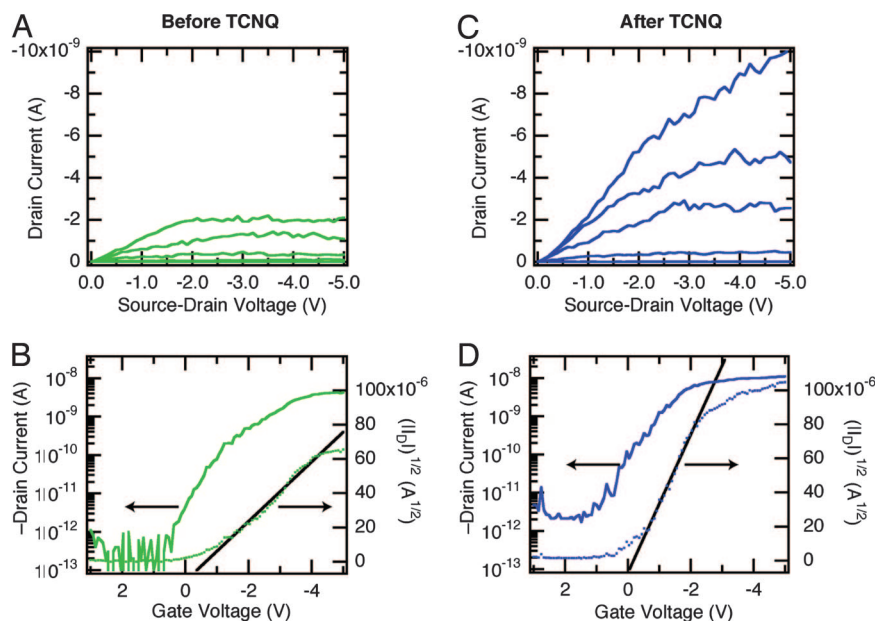 A
Before TCNQ
-10x10⁻⁹
-8
-6
-4
-2
0
Drain Current (A)
0.0
-1.0
-2.0
-3.0
-4.0
-5.0
Source-Drain Voltage (V)
C
After TCNQ
-10x10⁻⁹
-8
-6
-4
-2
0
Drain Current (A)
0.0
-1.0
-2.0
-3.0
-4.0
-5.0
Source-Drain Voltage (V)
B
10⁻⁸
10⁻⁹
10⁻¹⁰
10⁻¹¹
10⁻¹²
10⁻¹³
–Drain Current (A)
2
0
-2
-4
Gate Voltage (V)
100x10⁻⁶
80
60
40
20
0
(II_DI)^1/2 (A^1/2)
D
10⁻⁸
10⁻⁹
10⁻¹⁰
10⁻¹¹
10⁻¹²
10⁻¹³
–Drain Current (A)
2
0
-2
-4
Gate Voltage (V)
100x10⁻⁶
80
60
40
20
0
(II_DI)^1/2 (A^1/2)